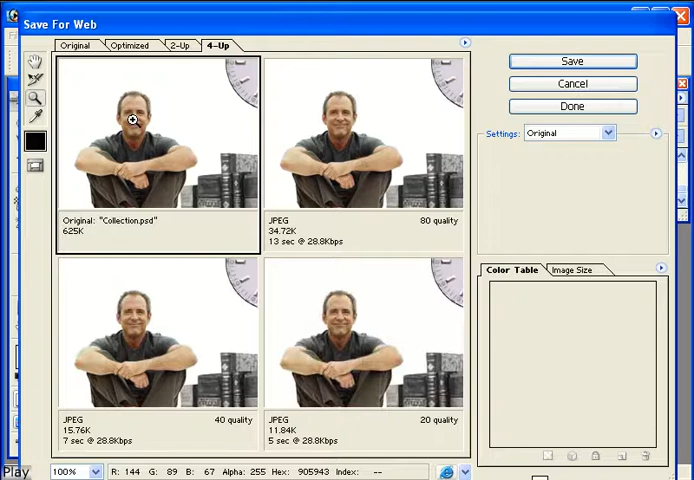 Save For Web
Original
Optimized
2-Up
4-Up
Save
Cancel
Done
Settings: Original
Original: "Collection.psd"
625K
JPEG 80 quality
34.72K
13 sec @ 28.8Kbps
Color Table
Image Size
JPEG 40 quality
15.76K
7 sec @ 28.8Kbps
JPEG 20 quality
11.84K
5 sec @ 28.8Kbps
Play
100% R: 144 G: 89 B: 67 Alpha: 255 Hex: 905943 Index: --